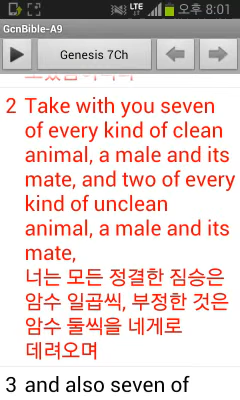 LTE 오후 8:01
GcnBible-A9
Genesis 7Ch
2 Take with you seven
of every kind of clean
animal, a male and its
mate, and two of every
kind of unclean
animal, a male and its
mate,
너는 모든 정결한 짐승은
암수 일곱씩, 부정한 것은
암수 둘씩을 네게로
데려오며
3 and also seven of